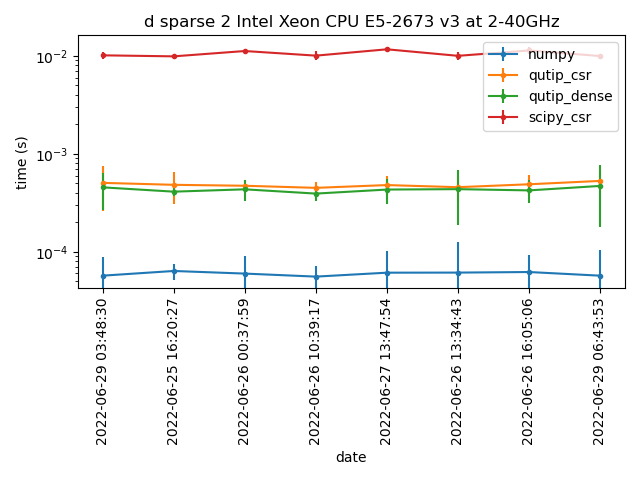 d sparse 2 Intel Xeon CPU E5-2673 v3 at 2-40GHz
numpy
qutip_csr
qutip_dense
scipy_csr
time (s)
10⁻²
10⁻³
10⁻⁴
2022-06-29 03:48:30
2022-06-25 16:20:27
2022-06-26 00:37:59
2022-06-26 10:39:17
2022-06-27 13:47:54
2022-06-26 13:34:43
2022-06-26 16:05:06
2022-06-29 06:43:53
date